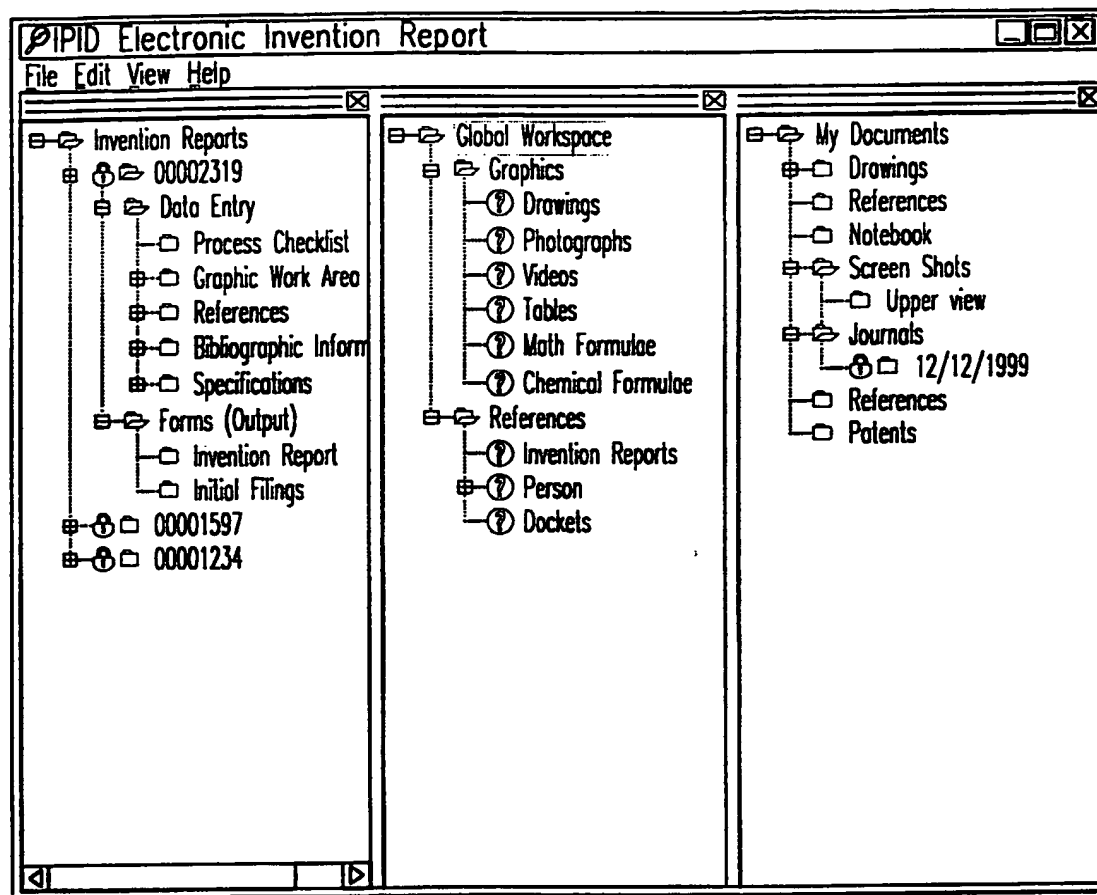 IPID Electronic Invention Report
File Edit View Help
Invention Reports
00002319
Data Entry
Process Checklist
Graphic Work Area
References
Bibliographic Inform
Specifications
Forms (Output)
Invention Report
Initial Filings
00001597
00001234
Global Workspace
Graphics
Drawings
Photographs
Videos
Tables
Math Formulae
Chemical Formulae
References
Invention Reports
Person
Dockets
My Documents
Drawings
References
Notebook
Screen Shots
Upper view
Journals
12/12/1999
References
Patents